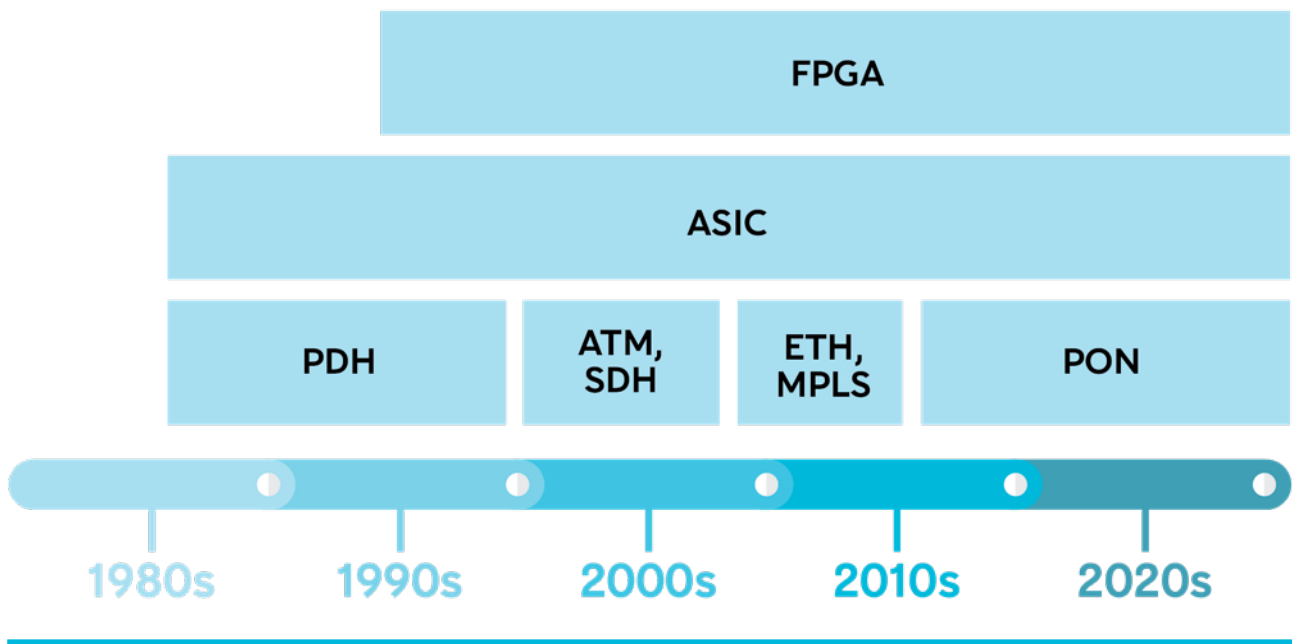 FPGA
ASIC
PDH
ATM,
SDH
ETH,
MPLS
PON
1980s
1990s
2000s
2010s
2020s